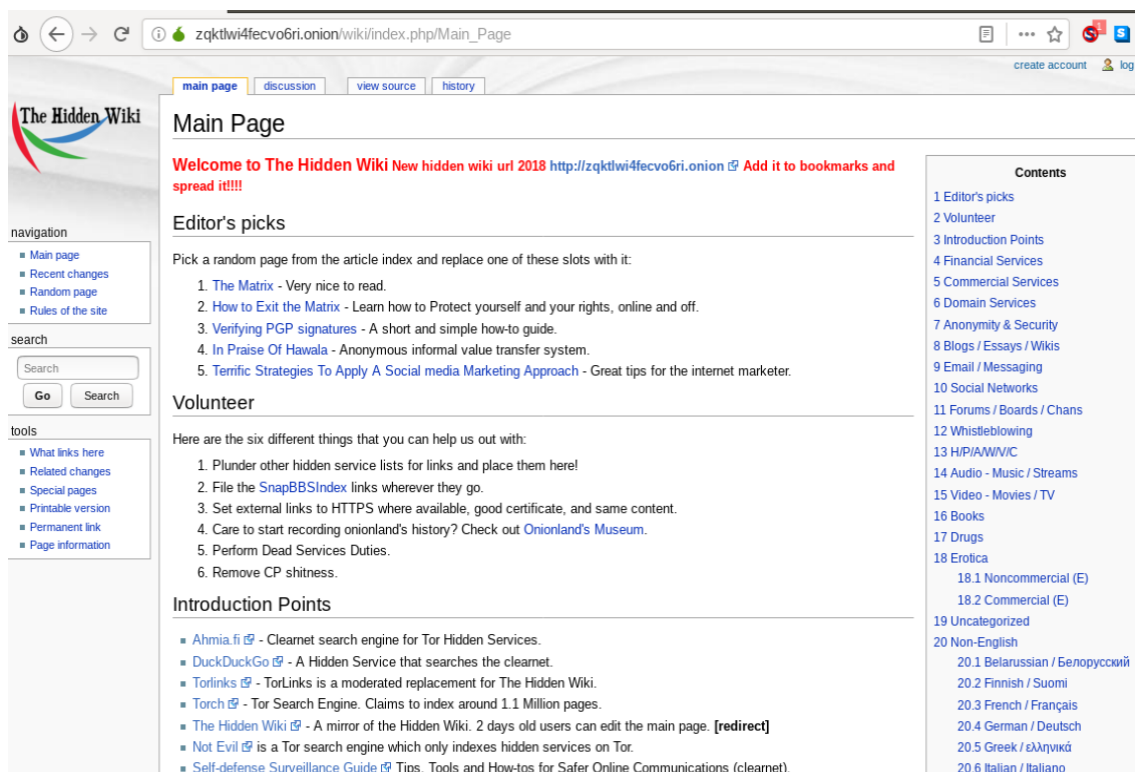 zqktlwi4fecvo6ri.onion/wiki/index.php/Main_Page
1
S
create account log
main page discussion view source history
The Hidden Wiki
Main Page
Welcome to The Hidden Wiki New hidden wiki url 2018 http://zqktlwi4fecvo6ri.onion Add it to bookmarks and
spread it!!!!
Editor's picks
Pick a random page from the article index and replace one of these slots with it:
1. The Matrix - Very nice to read.
2. How to Exit the Matrix - Learn how to Protect yourself and your rights, online and off.
3. Verifying PGP signatures - A short and simple how-to guide.
4. In Praise Of Hawala - Anonymous informal value transfer system.
5. Terrific Strategies To Apply A Social media Marketing Approach - Great tips for the internet marketer.
Volunteer
Here are the six different things that you can help us out with:
1. Plunder other hidden service lists for links and place them here!
2. File the SnapBBSIndex links wherever they go.
3. Set external links to HTTPS where available, good certificate, and same content.
4. Care to start recording onionland's history? Check out Onionland's Museum.
5. Perform Dead Services Duties.
6. Remove CP shitness.
Introduction Points
Ahmia.fi - Clearnet search engine for Tor Hidden Services.
DuckDuckGo - A Hidden Service that searches the clearnet.
Torlinks - TorLinks is a moderated replacement for The Hidden Wiki.
Torch - Tor Search Engine. Claims to index around 1.1 Million pages.
The Hidden Wiki - A mirror of the Hidden Wiki. 2 days old users can edit the main page. [redirect]
Not Evil is a Tor search engine which only indexes hidden services on Tor.
Self-defense Surveillance Guide Tips, Tools and How-tos for Safer Online Communications (clearnet).
navigation
Main page
Recent changes
Random page
Rules of the site
search
Search
Go Search
tools
What links here
Related changes
Special pages
Printable version
Permanent link
Page information
Contents
1 Editor's picks
2 Volunteer
3 Introduction Points
4 Financial Services
5 Commercial Services
6 Domain Services
7 Anonymity & Security
8 Blogs / Essays / Wikis
9 Email / Messaging
10 Social Networks
11 Forums / Boards / Chans
12 Whistleblowing
13 H/P/A/W/V/C
14 Audio - Music / Streams
15 Video - Movies / TV
16 Books
17 Drugs
18 Erotica
18.1 Noncommercial (E)
18.2 Commercial (E)
19 Uncategorized
20 Non-English
20.1 Belarussian / Белорусский
20.2 Finnish / Suomi
20.3 French / Français
20.4 German / Deutsch
20.5 Greek / ελληνικά
20.6 Italian / Italiano